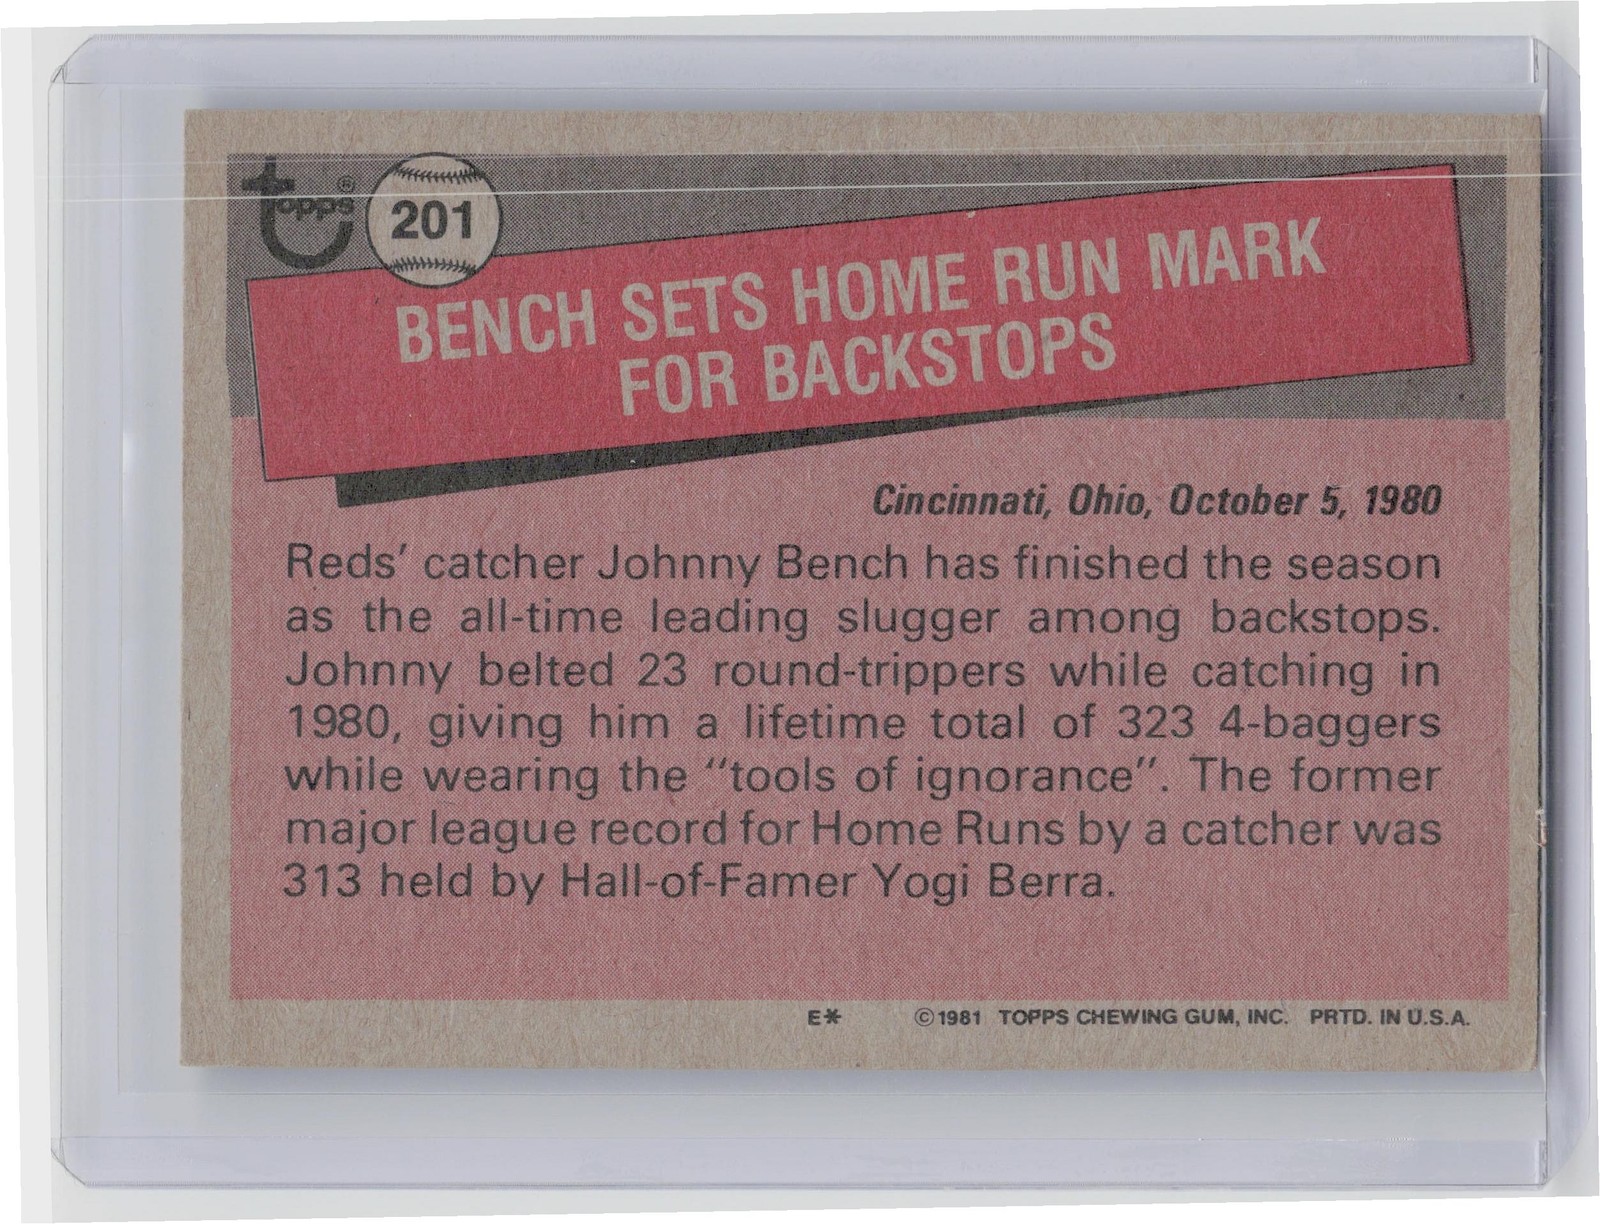 topps®
201
BENCH SETS HOME RUN MARK
FOR BACKSTOPS
Cincinnati, Ohio, October 5, 1980
Reds' catcher Johnny Bench has finished the season
as the all-time leading slugger among backstops.
Johnny belted 23 round-trippers while catching in
1980, giving him a lifetime total of 323 4-baggers
while wearing the "tools of ignorance". The former
major league record for Home Runs by a catcher was
313 held by Hall-of-Famer Yogi Berra.
E* ©1981 TOPPS CHEWING GUM, INC. PRTD. IN U.S.A.